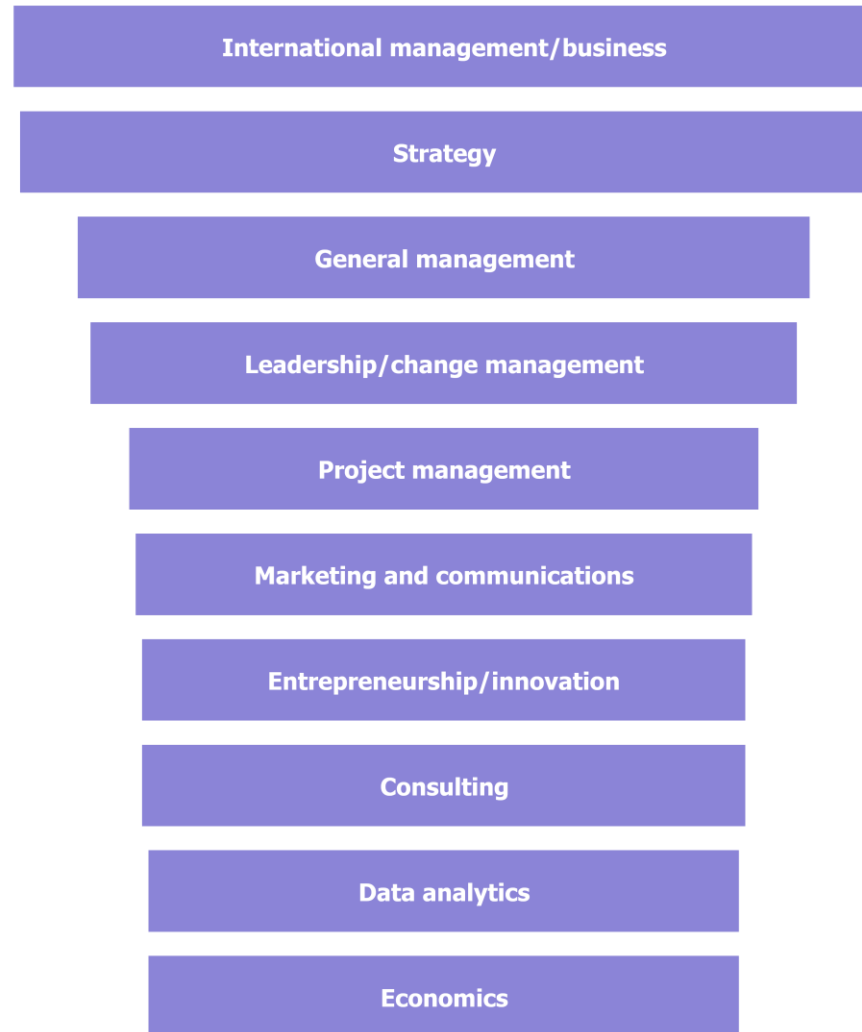 International management/business
Strategy
General management
Leadership/change management
Project management
Marketing and communications
Entrepreneurship/innovation
Consulting
Data analytics
Economics